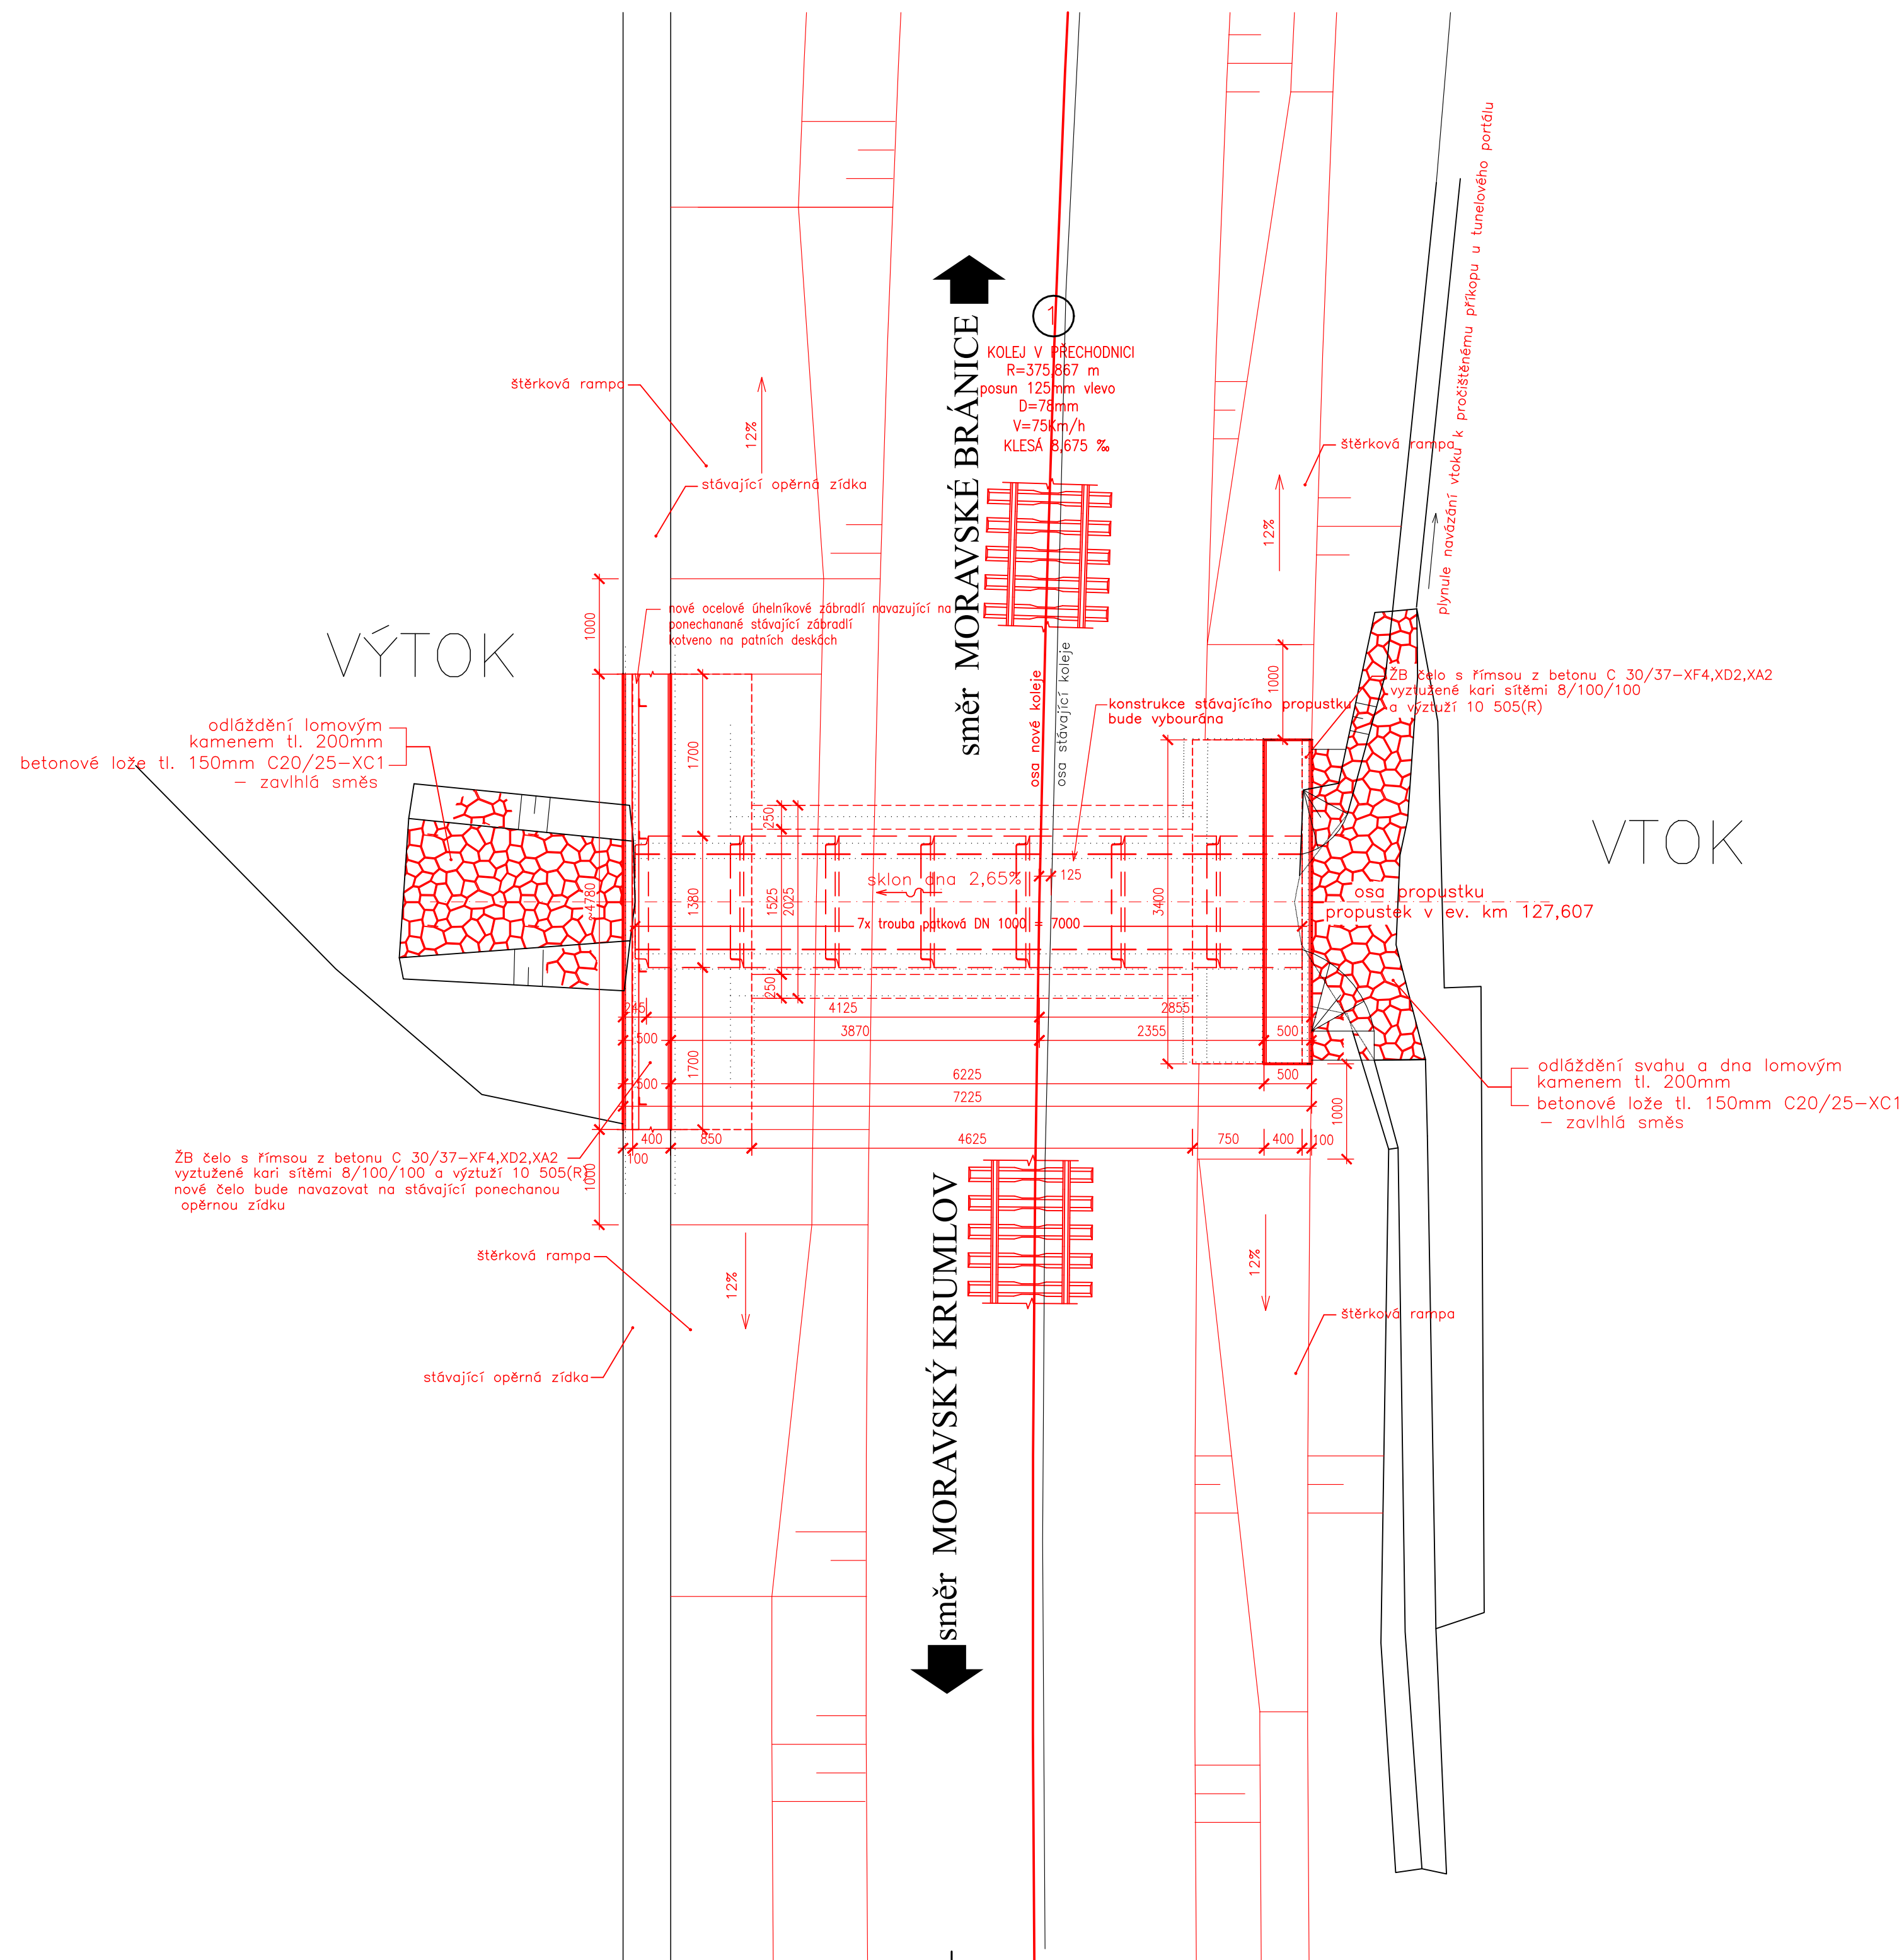 plynule navázání vtoku k pročištěnému příkopu u tunelového portálu
směr MORAVSKÉ BRÁNICE
1
KOLEJ V PŘECHODNICI
R=375,867 m
posun 125mm vlevo
D=78mm
V=75Km/h
KLESÁ 8,675 ‰
štěrková rampa
12%
stávající opěrná zídka
štěrková rampa
12%
1000
nové ocelové úhelníkové zábradlí navazující na
ponechanané stávající zábradlí
kotveno na patních deskách
VÝTOK
osa nové koleje
osa stávající koleje
1000
ŽB čelo s římsou z betonu C 30/37-XF4,XD2,XA2
vyztužené kari sítěmi 8/100/100
a výztuží 10 505(R)
konstrukce stávajícího propustku
bude vybourána
odláždění lomovým
kamenem tl. 200mm
betonové lože tl. 150mm C20/25-XC1
- zavlhlá směs
1700
250
VTOK
~4780
1380
1525
2025
sklon dna 2,65%
125
3400
osa propustku
propustek v ev. km 127,607
7x trouba patková DN 1000 = 7000
250
245
4125
2855
500
3870
2355
500
1700
500
6225
500
7225
1000
400
850
4625
750
400
100
100
odláždění svahu a dna lomovým
kamenem tl. 200mm
betonové lože tl. 150mm C20/25-XC1
- zavlhlá směs
ŽB čelo s římsou z betonu C 30/37-XF4,XD2,XA2
vyztužené kari sítěmi 8/100/100 a výztuží 10 505(R)
nové čelo bude navazovat na stávající ponechanou
opěrnou zídku
1000
směr MORAVSKÝ KRUMLOV
štěrková rampa
12%
12%
štěrková rampa
stávající opěrná zídka